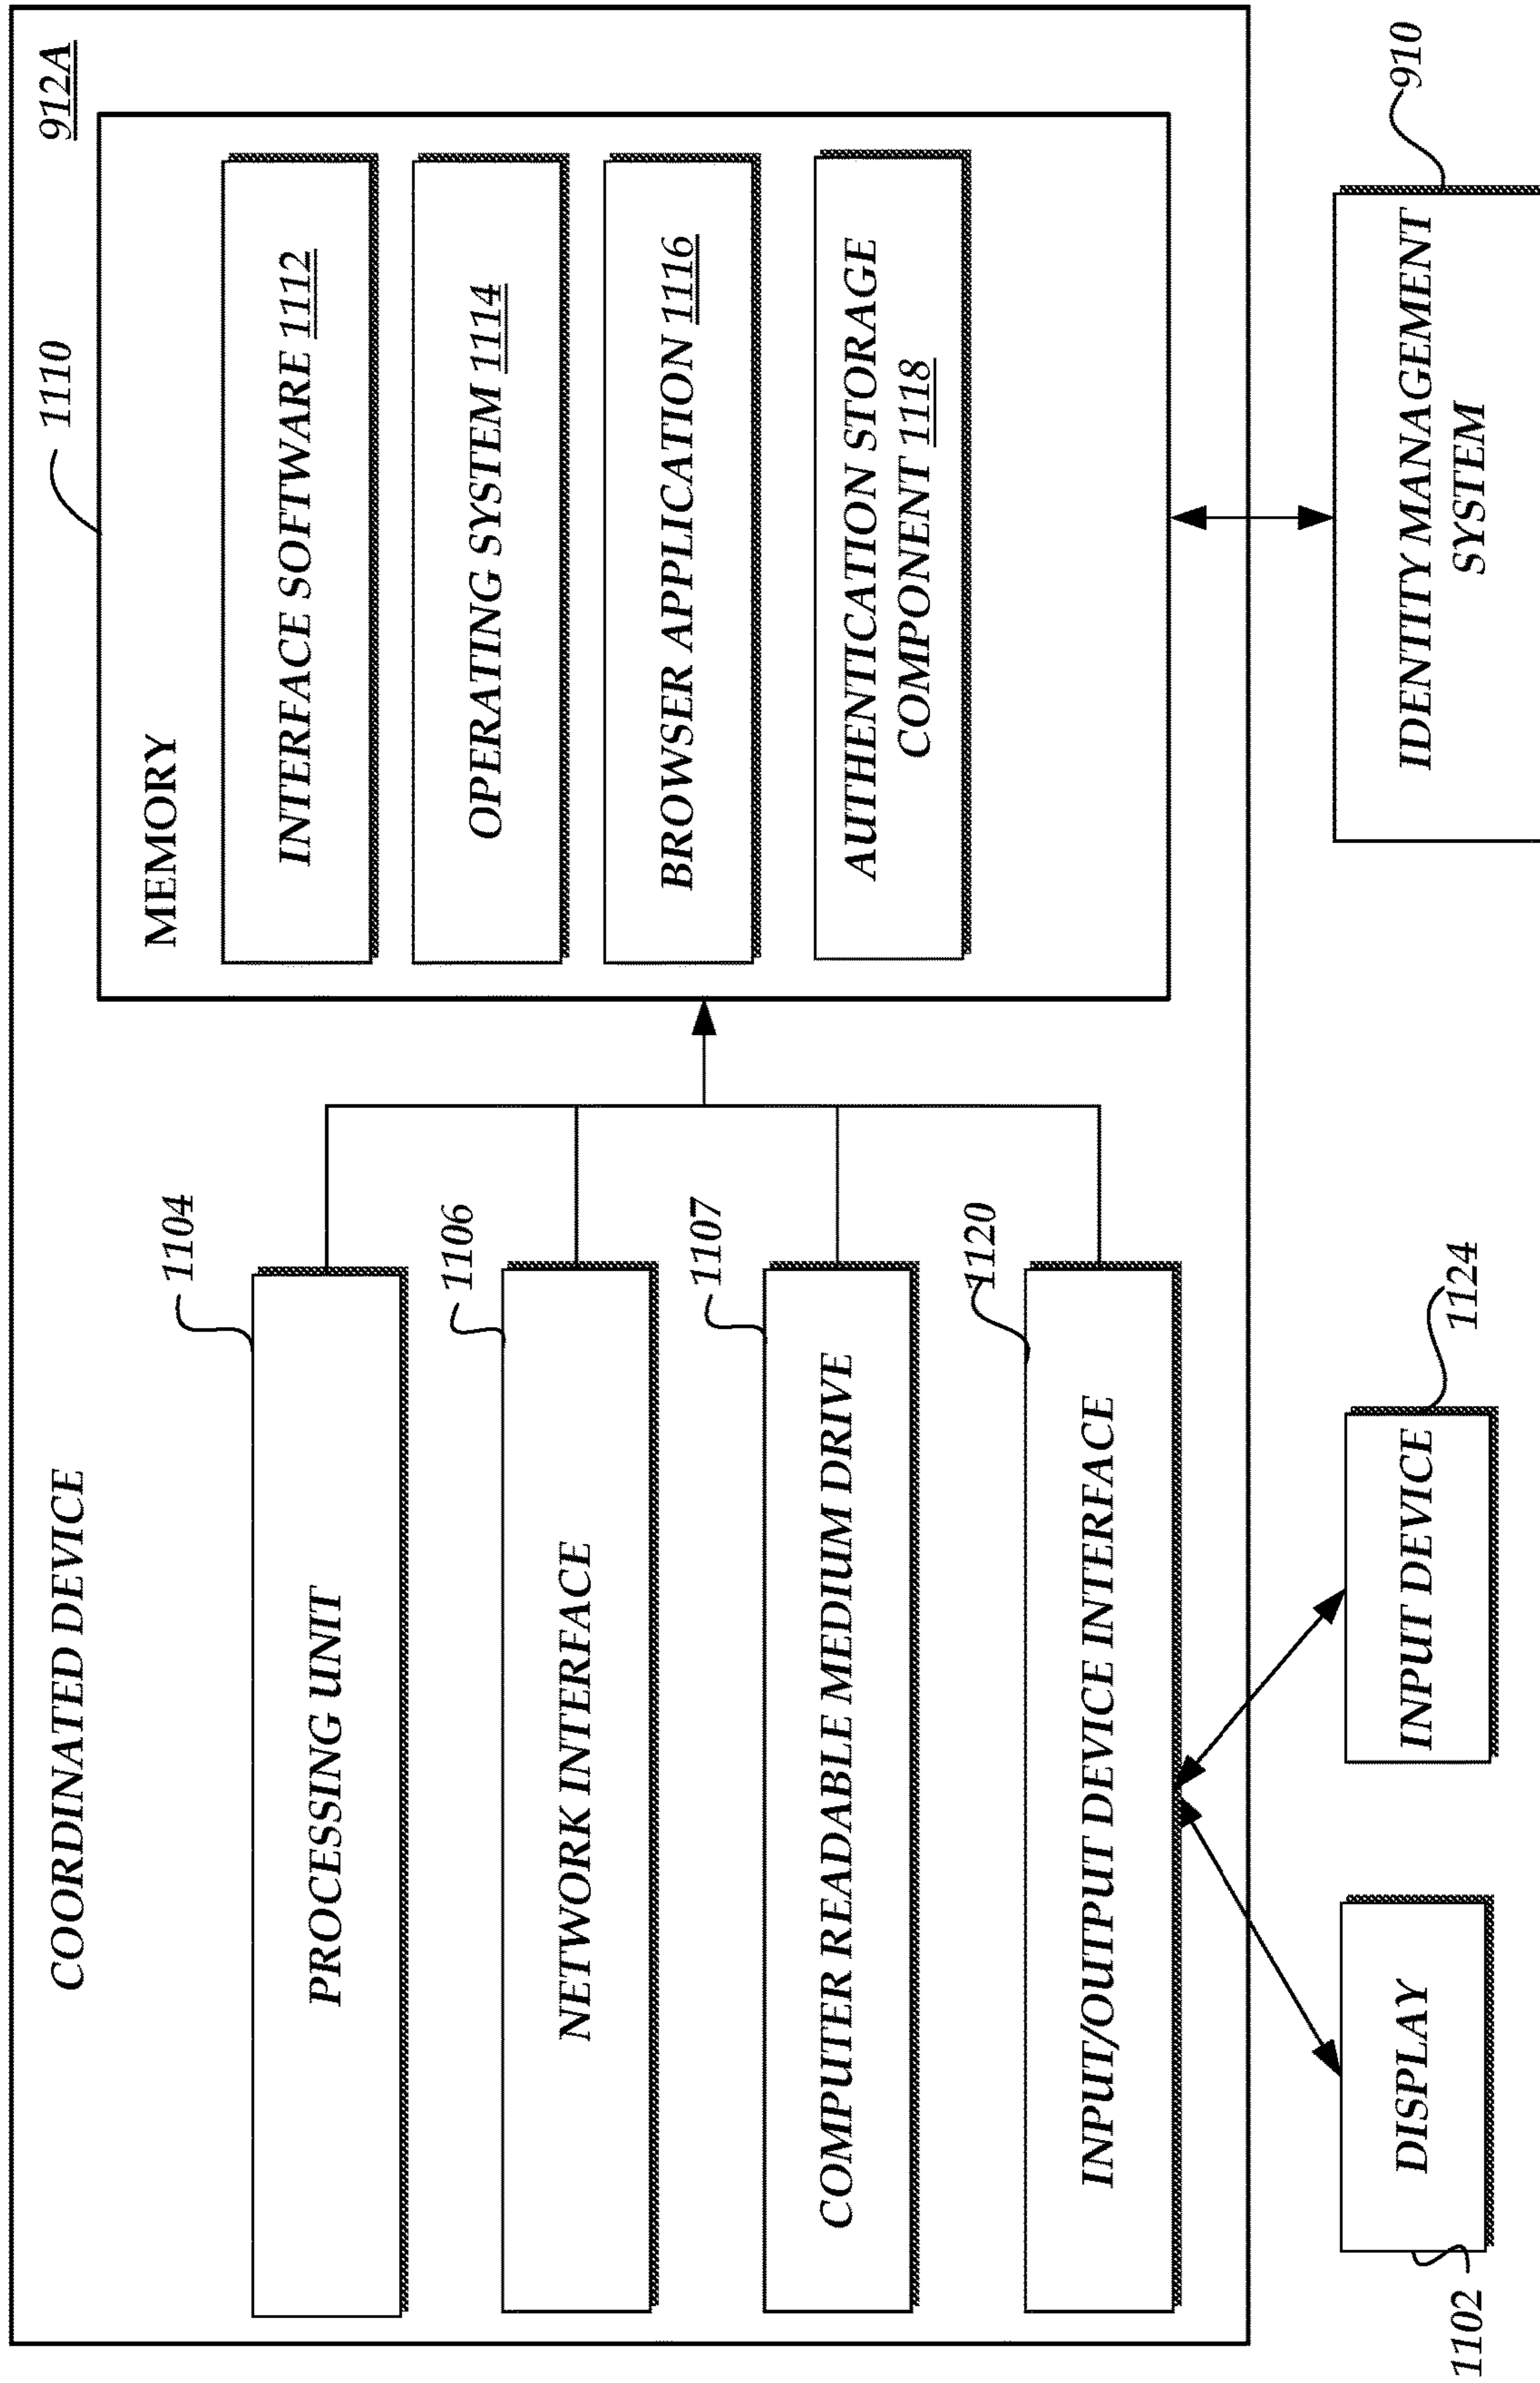 COORDINATED DEVICE
912A
1110
MEMORY
1104
PROCESSING UNIT
INTERFACE SOFTWARE 1112
1106
NETWORK INTERFACE
OPERATING SYSTEM 1114
1107
COMPUTER READABLE MEDIUM DRIVE
BROWSER APPLICATION 1116
1120
INPUT/OUTPUT DEVICE INTERFACE
AUTHENTICATION STORAGE
COMPONENT 1118
1102
DISPLAY
INPUT DEVICE
1124
IDENTITY MANAGEMENT
SYSTEM
910